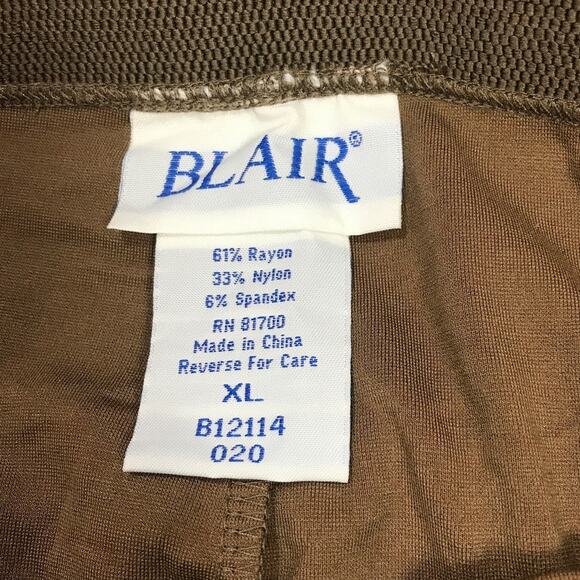 BLAIR®
61% Rayon
33% Nylon
6% Spandex
RN 81700
Made in China
Reverse For Care
XL
B12114
020